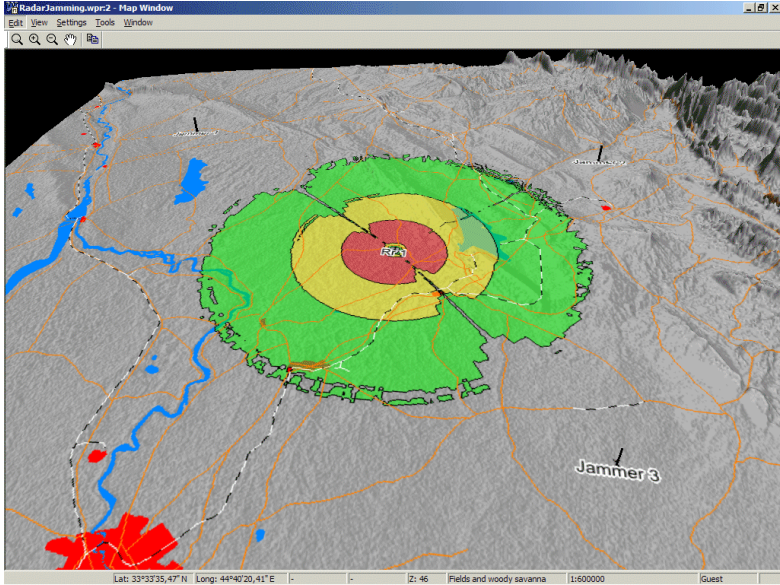 RadarJamming.wpr:2 - Map Window
Edit View Settings Tools Window
Jammer 3
Lat: 33°33'35,47" N Long: 44°40'20,41" E - - Z: 46 Fields and woody savanna 1:600000 Guest